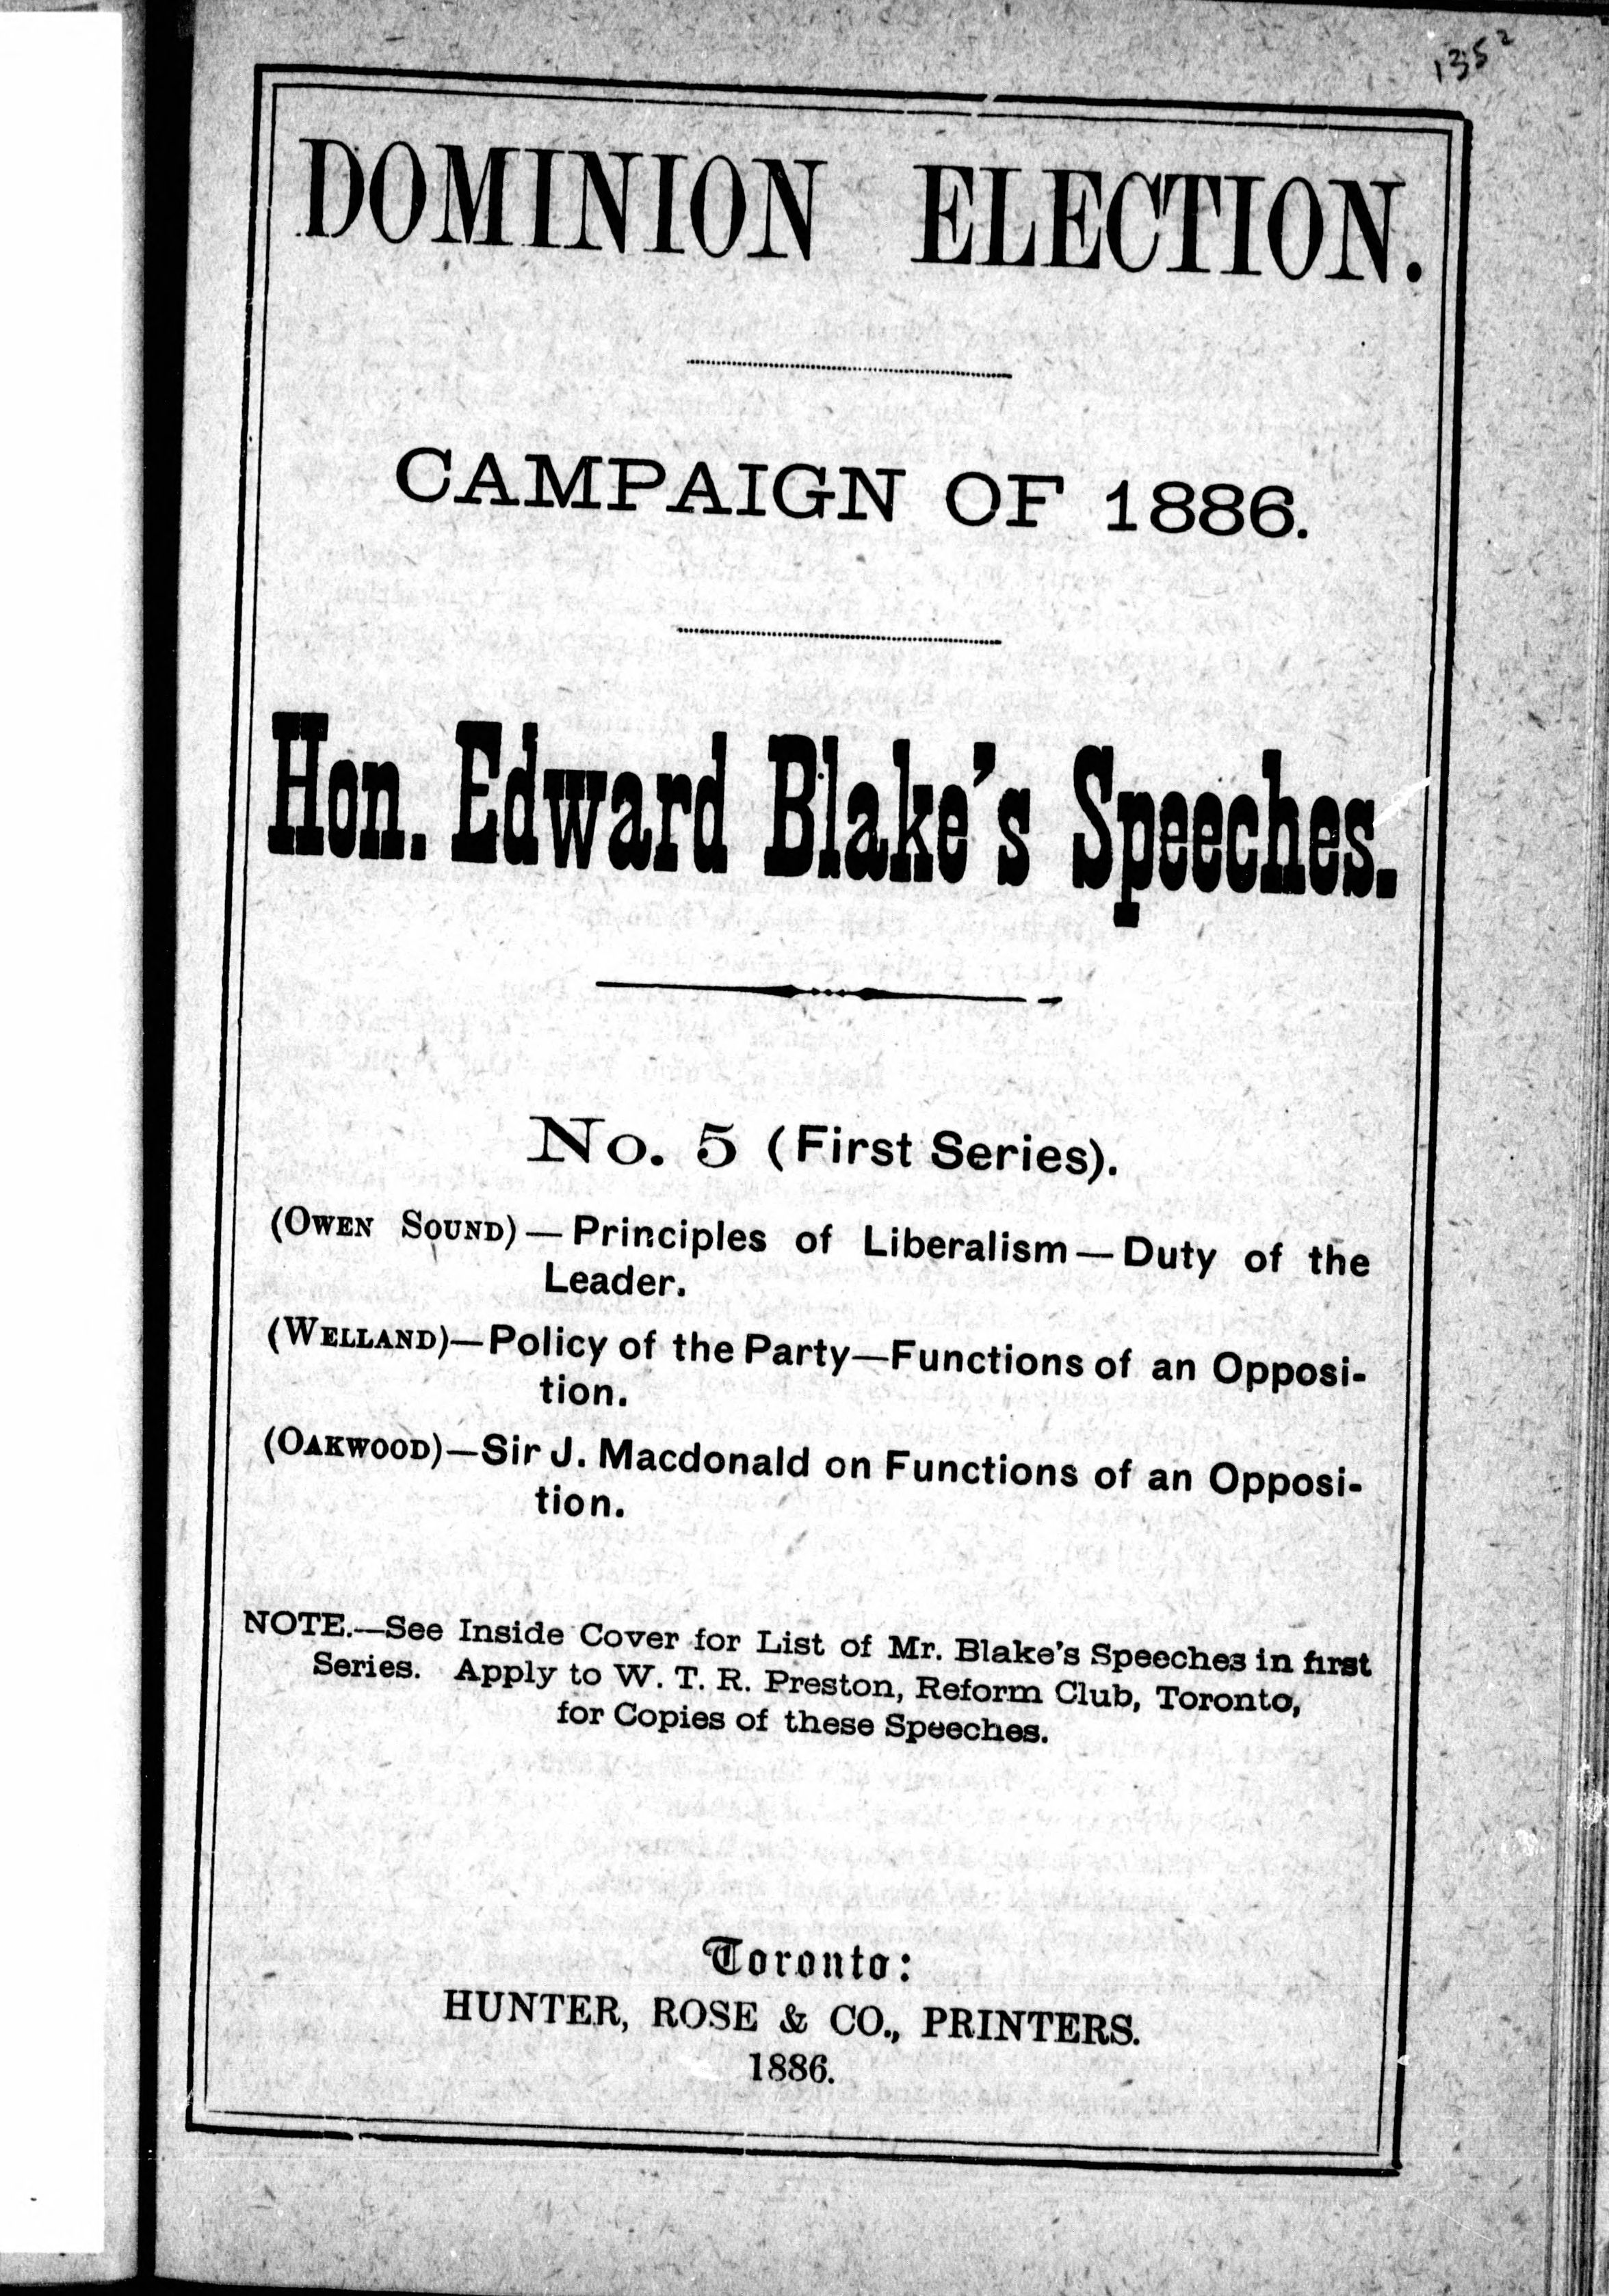 135²
DOMINION ELECTION.
CAMPAIGN OF 1886.
Hon. Edward Blake's Speeches.
No. 5 (First Series).
(OWEN SOUND)—Principles of Liberalism—Duty of the
Leader.
(WELLAND)—Policy of the Party—Functions of an Opposi-
tion.
(OAKWOOD)—Sir J. Macdonald on Functions of an Opposi-
tion.
NOTE.—See Inside Cover for List of Mr. Blake's Speeches in first
Series. Apply to W. T. R. Preston, Reform Club, Toronto,
for Copies of these Speeches.
Toronto:
HUNTER, ROSE & CO., PRINTERS.
1886.